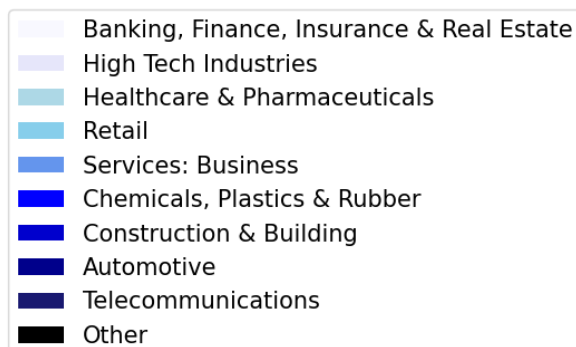 Banking, Finance, Insurance & Real Estate
High Tech Industries
Healthcare & Pharmaceuticals
Retail
Services: Business
Chemicals, Plastics & Rubber
Construction & Building
Automotive
Telecommunications
Other